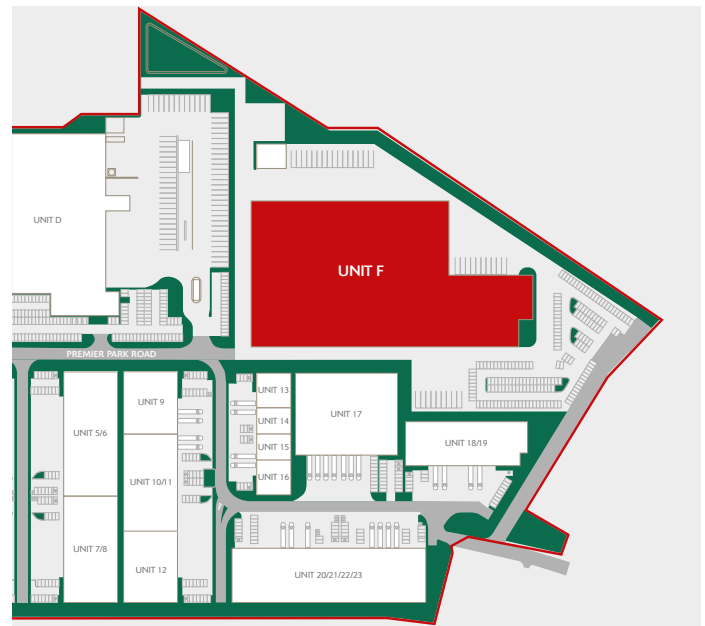 UNIT D
UNIT F
PREMIER PARK ROAD
UNIT 13
UNIT 9
UNIT 17
UNIT 14
UNIT 5/6
UNIT 18/19
UNIT 15
UNIT 10/11
UNIT 16
UNIT 7/8
UNIT 12
UNIT 20/21/22/23